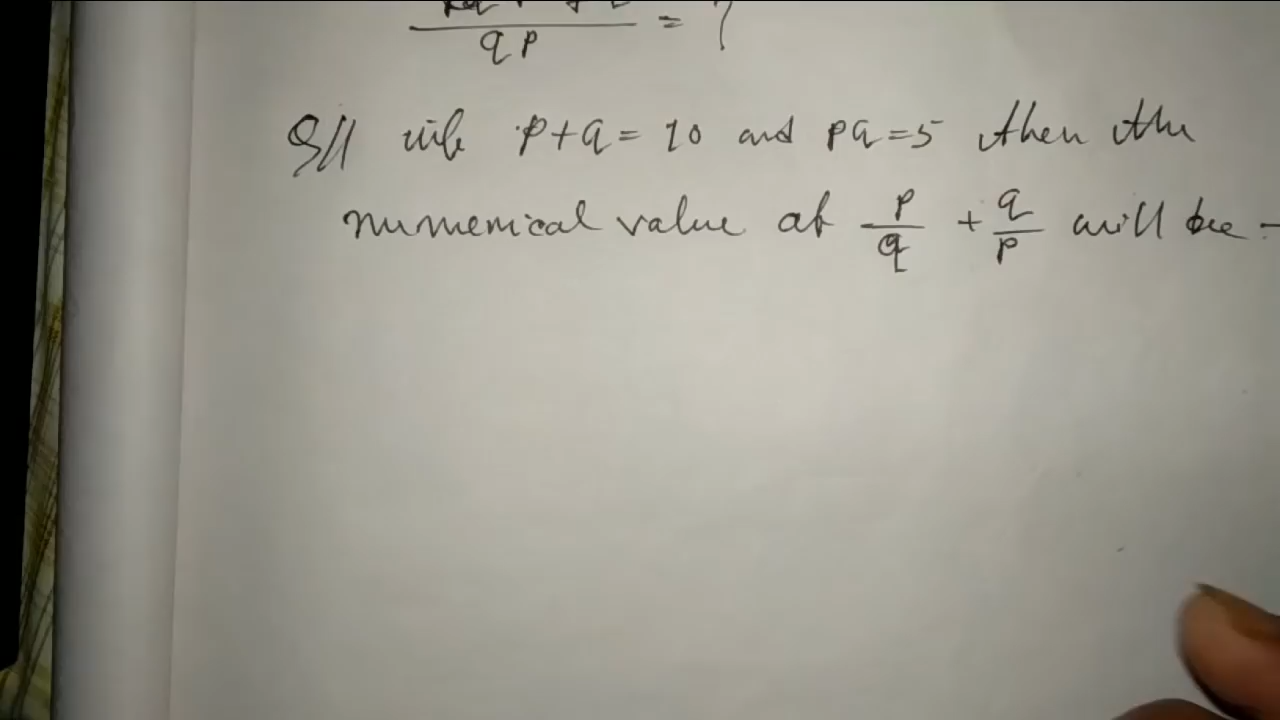 qp = ?
Q// if p+q = 10 and pq = 5 then the
numerical value of p/q + q/p will be -